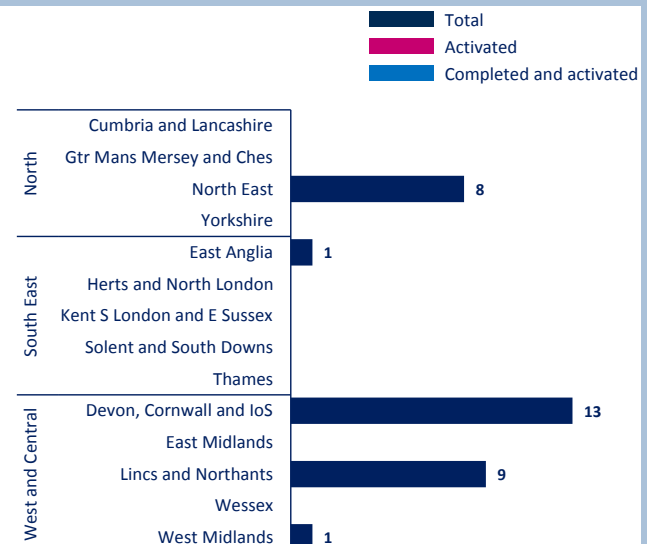 Total
Activated
Completed and activated
North
Cumbria and Lancashire
Gtr Mans Mersey and Ches
North East 8
Yorkshire
South East
East Anglia 1
Herts and North London
Kent S London and E Sussex
Solent and South Downs
Thames
West and Central
Devon, Cornwall and IoS 13
East Midlands
Lincs and Northants 9
Wessex
West Midlands 1